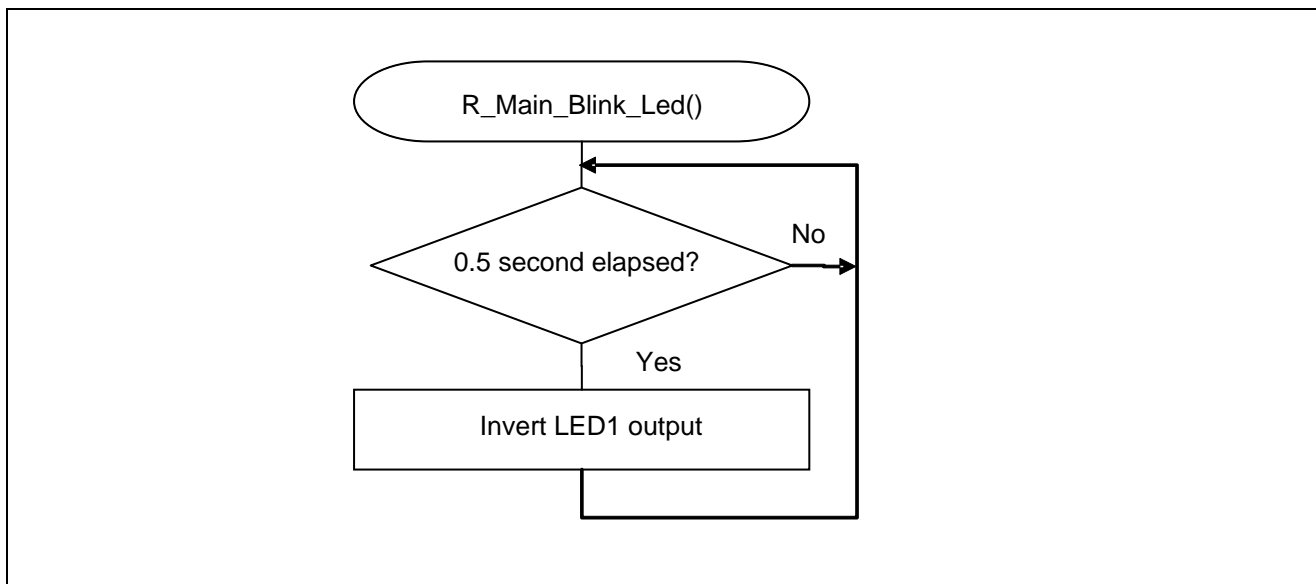 R_Main_Blink_Led()
0.5 second elapsed?
No
Yes
Invert LED1 output